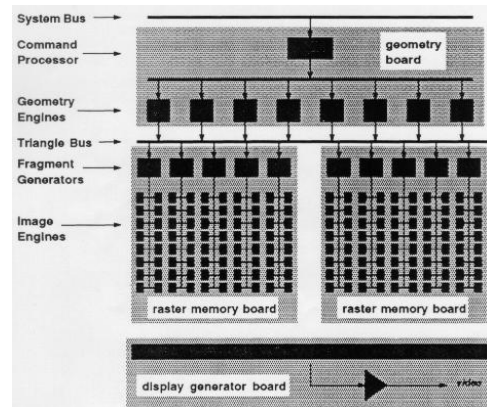 System Bus
Command
Processor
geometry
board
Geometry
Engines
Triangle Bus
Fragment
Generators
Image
Engines
raster memory board
raster memory board
display generator board
video